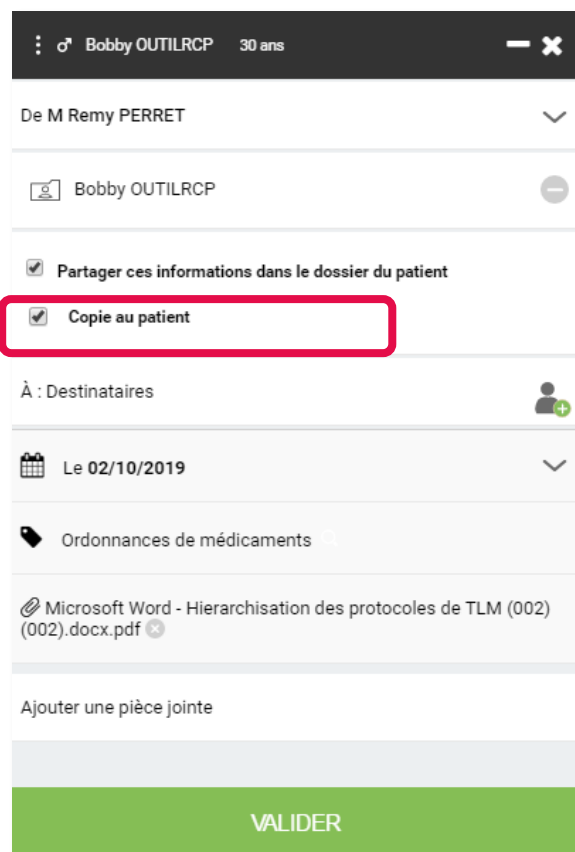 Bobby OUTILRCP 30 ans
De M Remy PERRET
Bobby OUTILRCP
Partager ces informations dans le dossier du patient
Copie au patient
À : Destinataires
Le 02/10/2019
Ordonnances de médicaments
Microsoft Word - Hierarchisation des protocoles de TLM (002)
(002).docx.pdf
Ajouter une pièce jointe
VALIDER